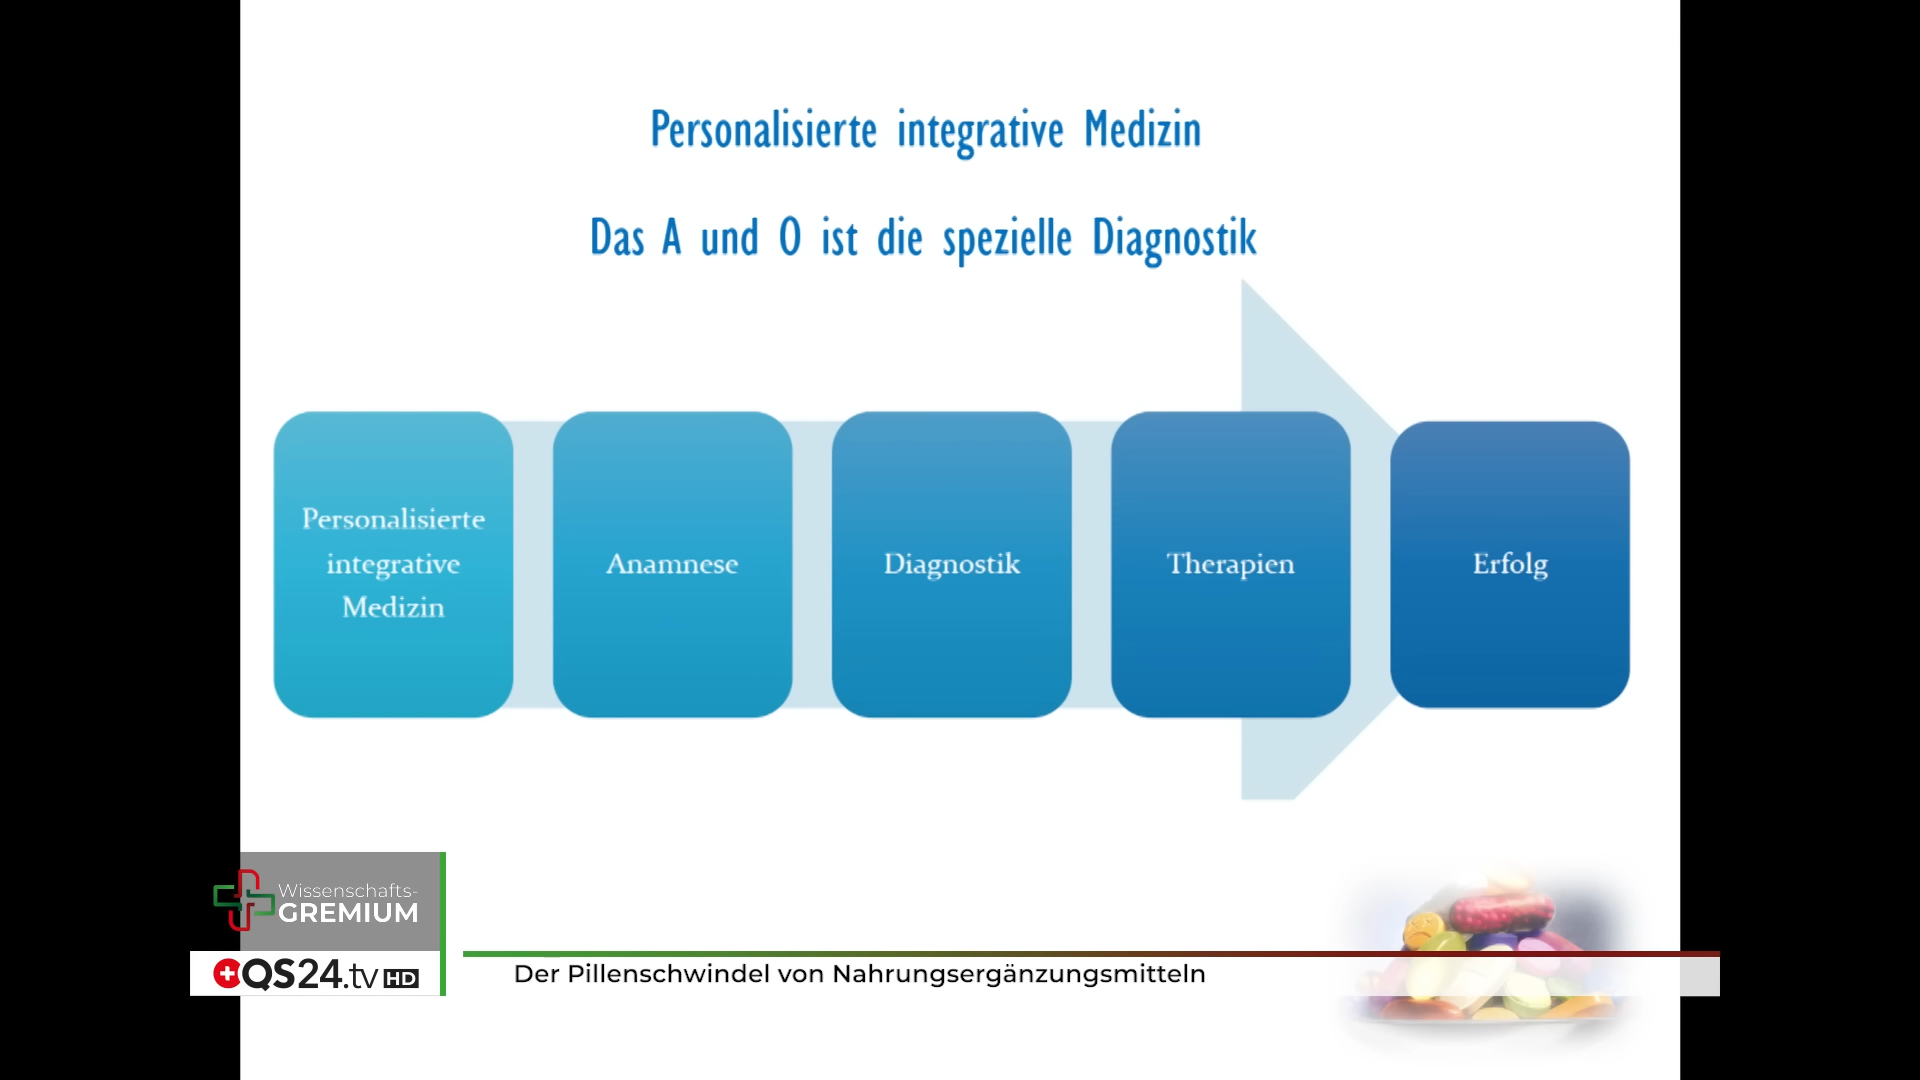 Personalisierte integrative Medizin
Das A und O ist die spezielle Diagnostik
Personalisierte
integrative
Medizin
Anamnese
Diagnostik
Therapien
Erfolg
Wissenschafts-
GREMIUM
QS24.tv HD
Der Pillenschwindel von Nahrungsergänzungsmitteln